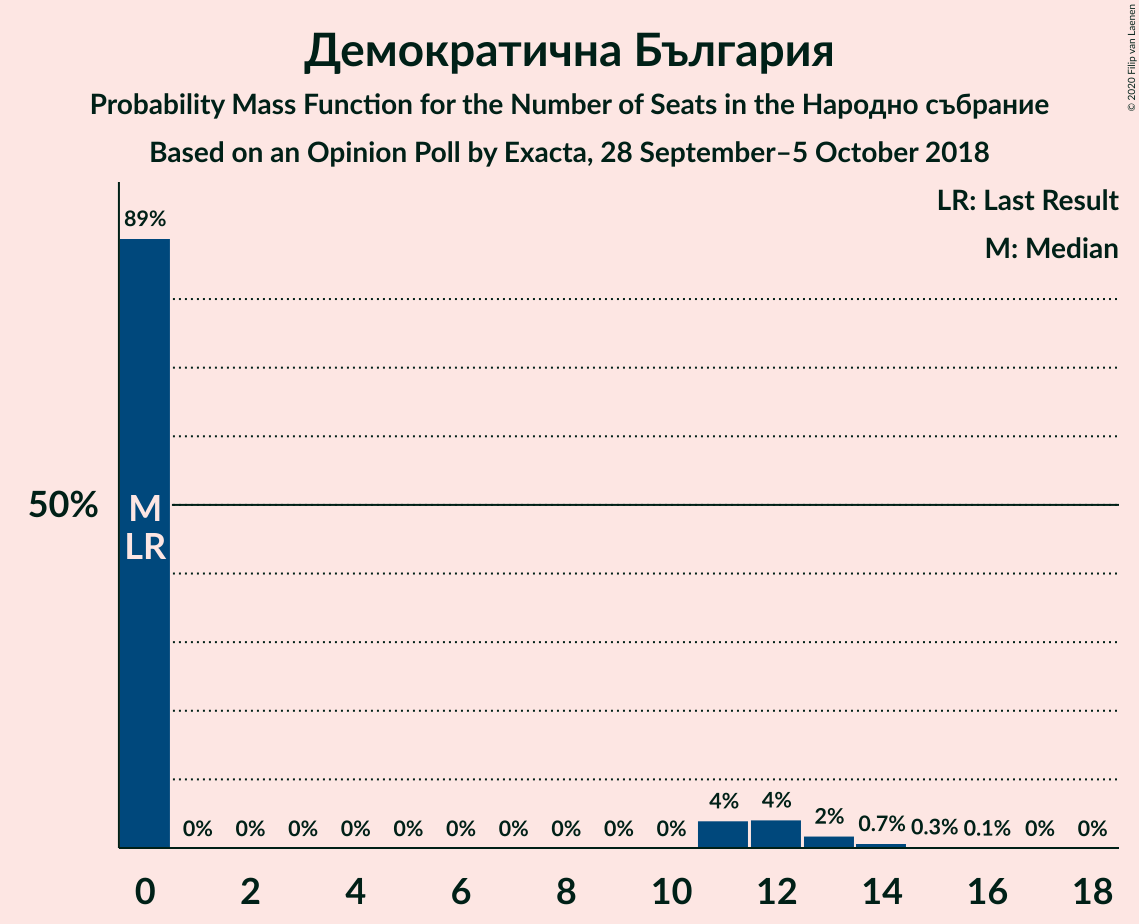 Демократична България
Probability Mass Function for the Number of Seats in the Народно събрание
Based on an Opinion Poll by Exacta, 28 September–5 October 2018
© 2020 Filip van Laenen
LR: Last Result
M: Median
89%
50%
M
LR
0% 0% 0% 0% 0% 0% 0% 0% 0% 0% 4% 4% 2% 0.7% 0.3% 0.1% 0% 0%
0 2 4 6 8 10 12 14 16 18